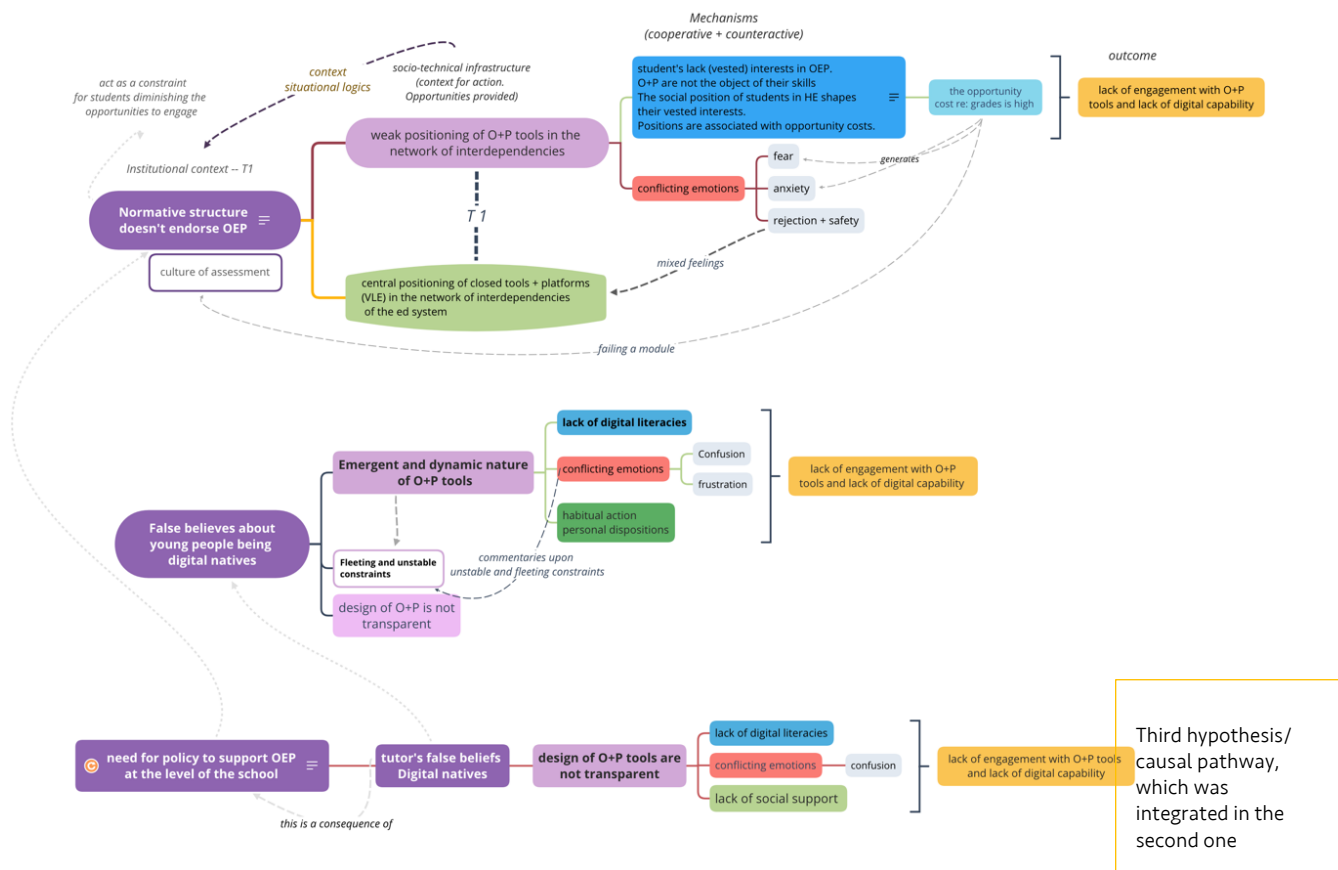 Mechanisms
(cooperative + counteractive)
outcome
context
situational logics
socio-technical infrastructure
(context for action.
Opportunities provided)
act as a constraint
for students diminishing the
opportunities to engage
Institutional context -- T1
Normative structure
doesn't endorse OEP
culture of assessment
weak positioning of O+P tools in the
network of interdependencies
T 1
central positioning of closed tools + platforms
(VLE) in the network of interdependencies
of the ed system
student's lack (vested) interests in OEP.
O+P are not the object of their skills
The social position of students in HE shapes
their vested interests.
Positions are associated with opportunity costs.
the opportunity
cost re: grades is high
lack of engagement with O+P
tools and lack of digital capability
conflicting emotions
fear
anxiety
rejection + safety
generates
mixed feelings
failing a module
False believes about
young people being
digital natives
Emergent and dynamic nature
of O+P tools
Fleeting and unstable
constraints
design of O+P is not
transparent
lack of digital literacies
conflicting emotions
Confusion
frustration
habitual action
personal dispositions
commentaries upon
unstable and fleeting constraints
lack of engagement with O+P
tools and lack of digital capability
C
need for policy to support OEP
at the level of the school
tutor's false beliefs
Digital natives
this is a consequence of
design of O+P tools are
not transparent
lack of digital literacies
conflicting emotions
confusion
lack of social support
lack of engagement with O+P tools
and lack of digital capability
Third hypothesis/
causal pathway,
which was
integrated in the
second one